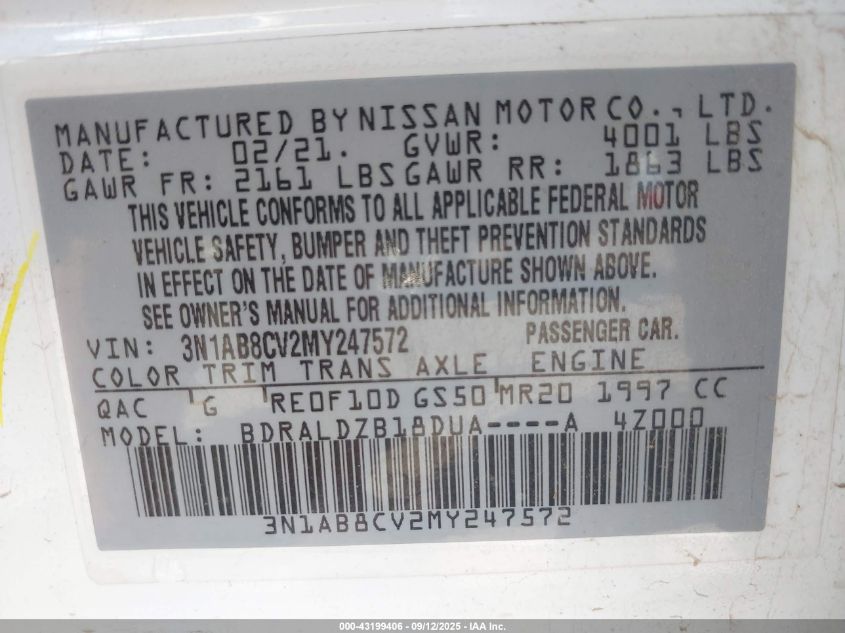 MANUFACTURED BY NISSAN MOTOR CO., LTD.
DATE: 02/21. GVWR: 4001 LBS
GAWR FR: 2161 LBS GAWR RR: 1863 LBS
THIS VEHICLE CONFORMS TO ALL APPLICABLE FEDERAL MOTOR
VEHICLE SAFETY, BUMPER AND THEFT PREVENTION STANDARDS
IN EFFECT ON THE DATE OF MANUFACTURE SHOWN ABOVE.
SEE OWNER'S MANUAL FOR ADDITIONAL INFORMATION.
VIN: 3N1AB8CV2MY247572 PASSENGER CAR.
COLOR TRIM TRANS AXLE ENGINE
QAC G RE0F10D GS50 MR20 1997 CC
MODEL: BDRALDZB18DUA----A 4Z000
3N1AB8CV2MY247572
000-43199406 - 09/12/2025 - IAA Inc.